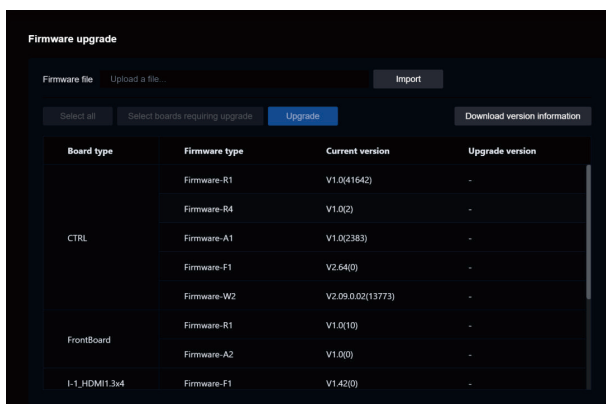 Firmware upgrade
Firmware file Upload a file... Import
Select all Select boards requiring upgrade Upgrade Download version information
Board type Firmware type Current version Upgrade version
Firmware-R1 V1.0(41642) -
Firmware-R4 V1.0(2) -
CTRL Firmware-A1 V1.0(2383) -
Firmware-F1 V2.64(0) -
Firmware-W2 V2.09.0.02(13773) -
FrontBoard
Firmware-R1 V1.0(10) -
Firmware-A2 V1.0(0) -
I-1_HDMI1.3x4 Firmware-F1 V1.42(0) -